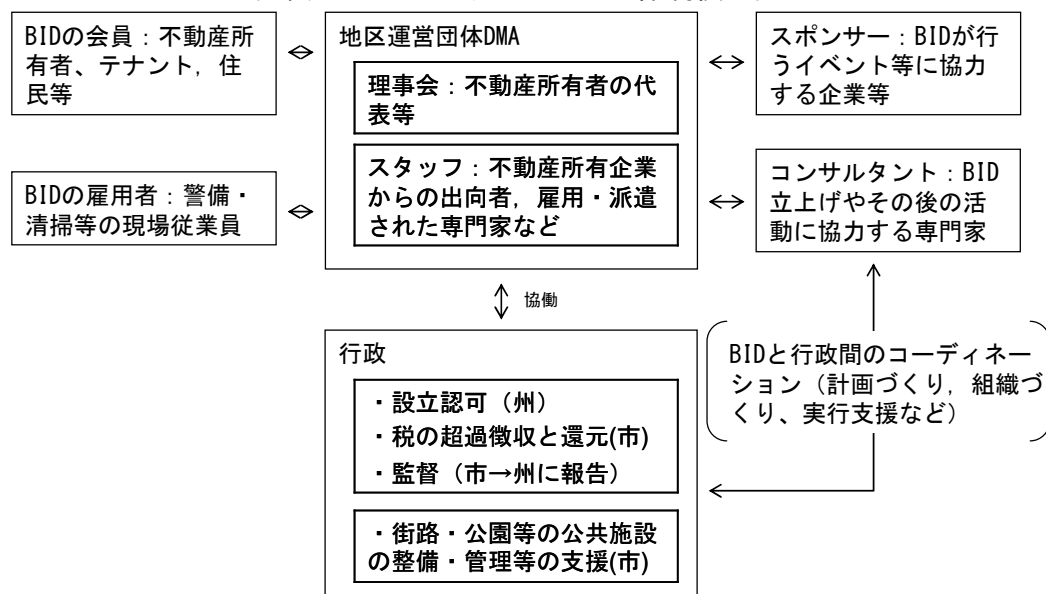 BIDの会員：不動産所
有者、テナント，住
民等
地区運営団体DMA
理事会：不動産所有者の代
表等
スタッフ：不動産所有企業
からの出向者，雇用・派遣
された専門家など
スポンサー：BIDが行
うイベント等に協力
する企業等
BIDの雇用者：警備・
清掃等の現場従業員
コンサルタント：BID
立上げやその後の活
動に協力する専門家
協働
行政
・設立認可（州）
・税の超過徴収と還元(市)
・監督（市→州に報告）
・街路・公園等の公共施設
の整備・管理等の支援(市)
BIDと行政間のコーディネー
ション（計画づくり，組織づ
くり、実行支援など）